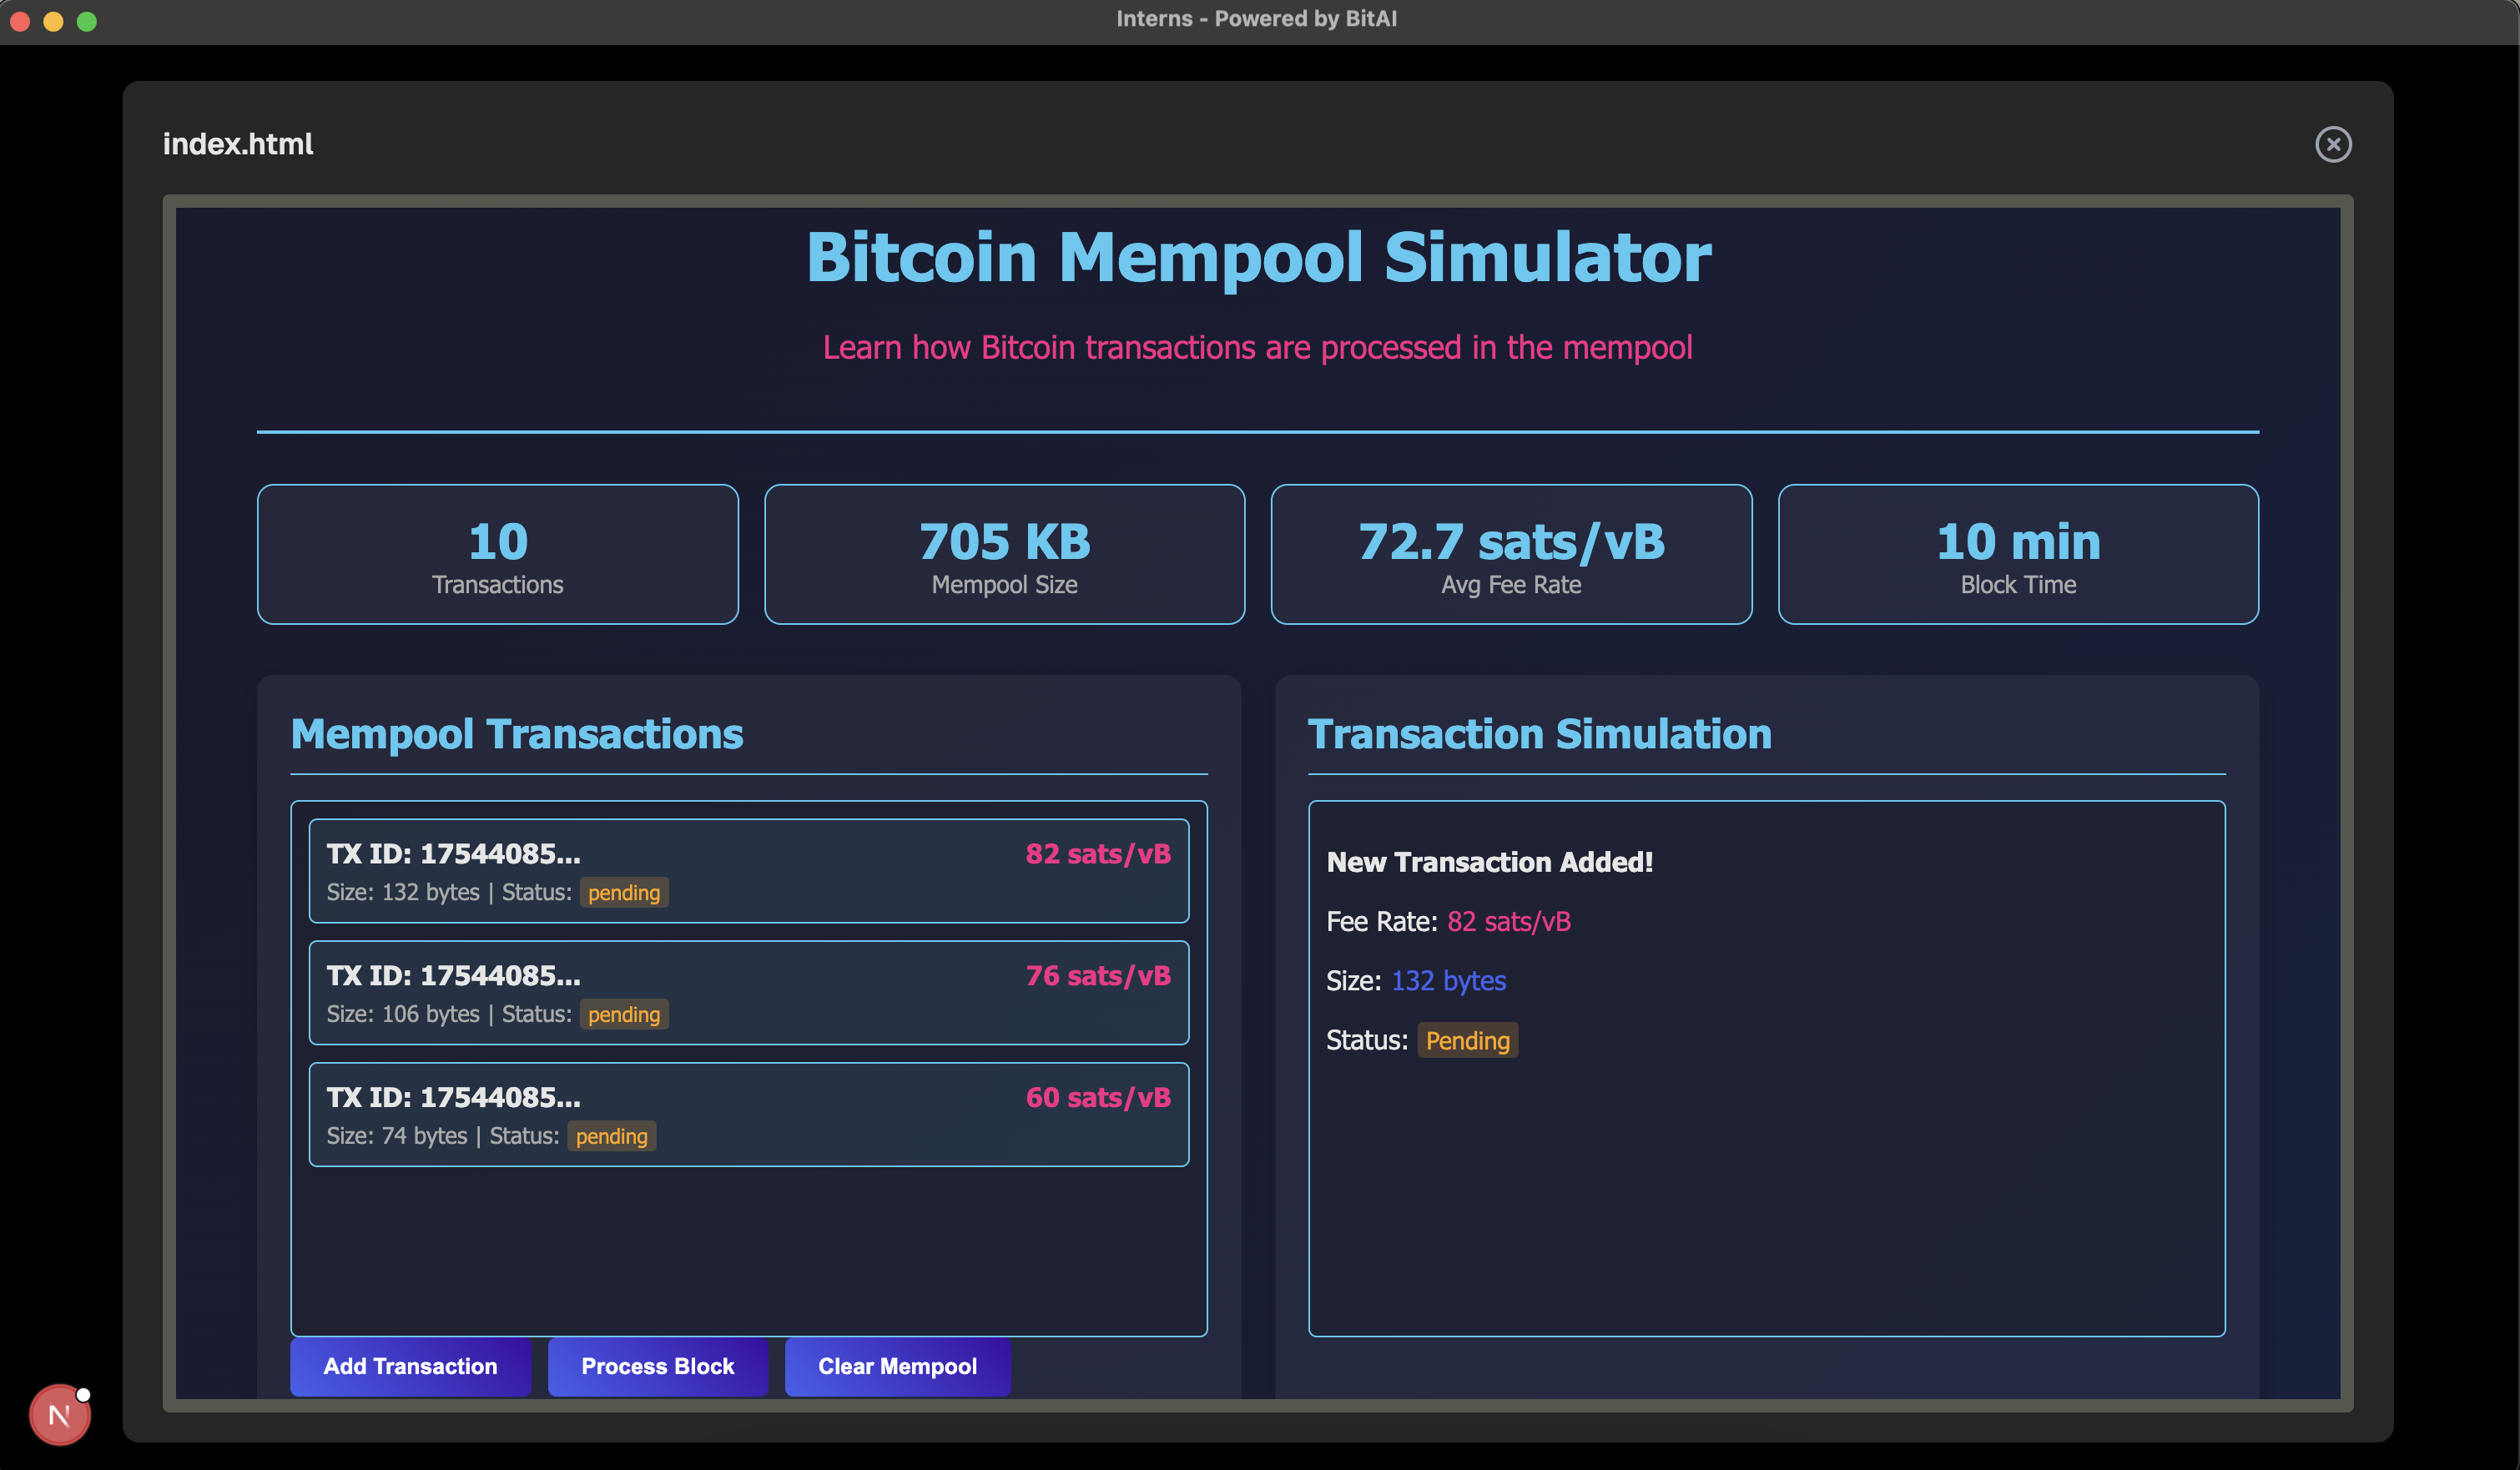 Interns - Powered by BitAI
index.html
Bitcoin Mempool Simulator
Learn how Bitcoin transactions are processed in the mempool
10
Transactions
705 KB
Mempool Size
72.7 sats/vB
Avg Fee Rate
10 min
Block Time
Mempool Transactions
TX ID: 17544085...
82 sats/vB
Size: 132 bytes | Status: pending
TX ID: 17544085...
76 sats/vB
Size: 106 bytes | Status: pending
TX ID: 17544085...
60 sats/vB
Size: 74 bytes | Status: pending
Add Transaction
Process Block
Clear Mempool
Transaction Simulation
New Transaction Added!
Fee Rate: 82 sats/vB
Size: 132 bytes
Status: Pending
N